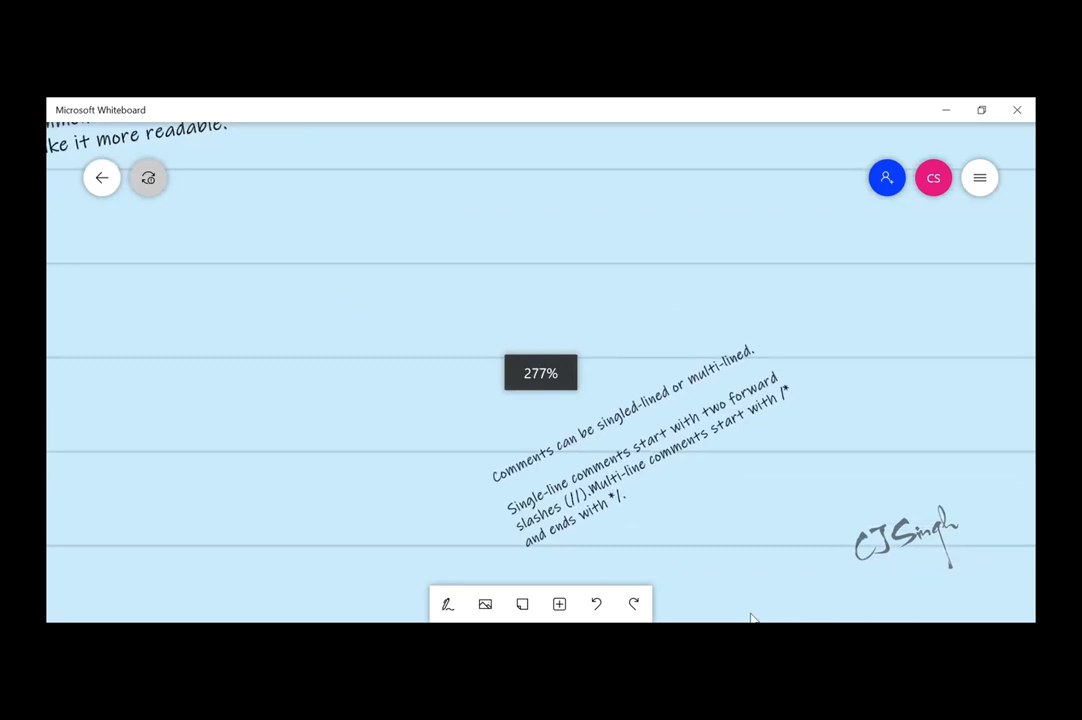 Microsoft Whiteboard
ke it more readable.
CS
277%
Comments can be singled-lined or multi-lined.
Single-line comments start with two forward
slashes (//).Multi-line comments start with /*
and ends with */.
CJSingh